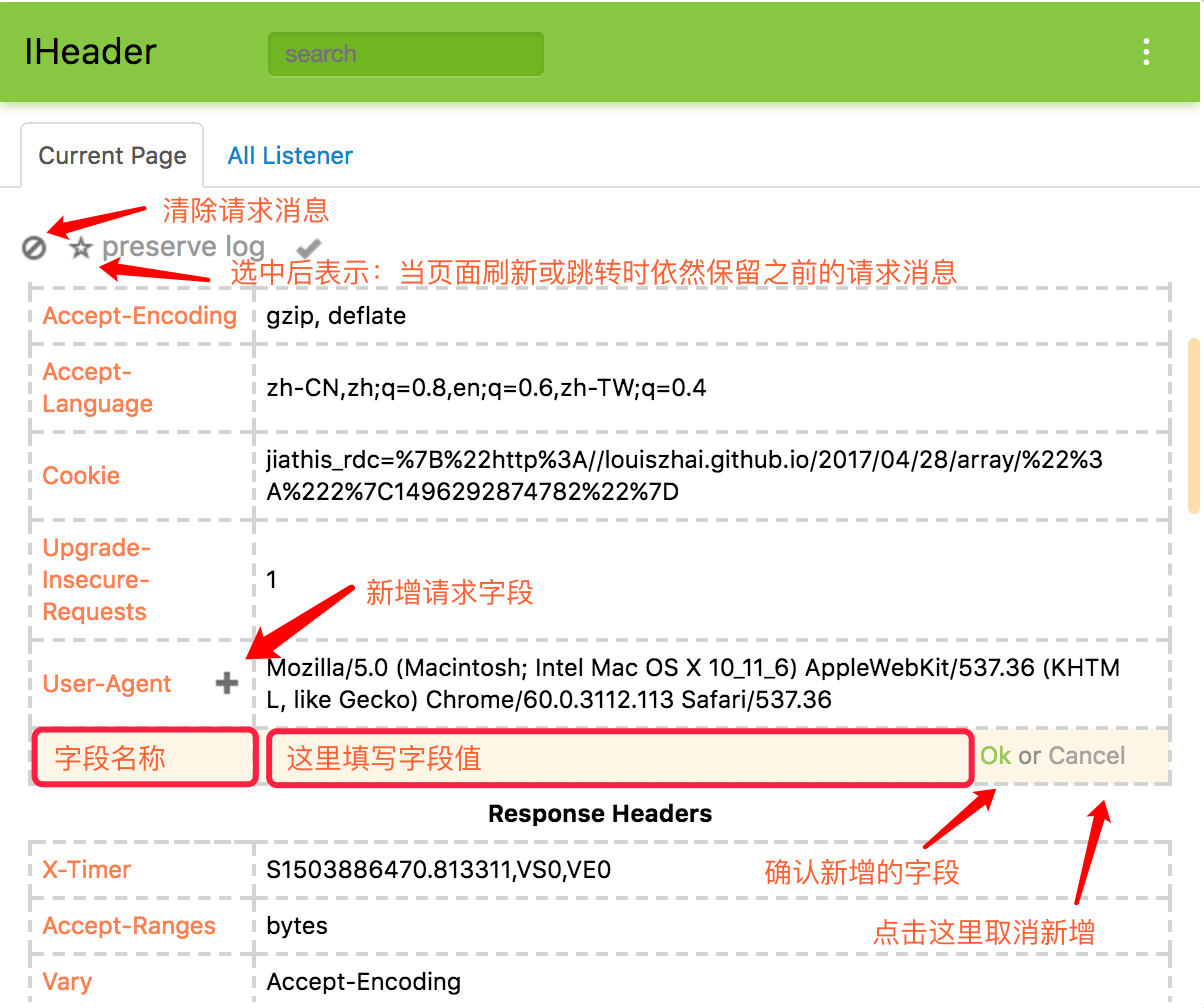 IHeader
search
Current Page
All Listener
清除请求消息
preserve log
选中后表示：当页面刷新或跳转时依然保留之前的请求消息
Accept-Encoding
gzip, deflate
Accept-
Language
zh-CN,zh;q=0.8,en;q=0.6,zh-TW;q=0.4
Cookie
jiathis_rdc=%7B%22http%3A//louiszhai.github.io/2017/04/28/array/%22%3
A%222%7C1496292874782%22%7D
Upgrade-
Insecure-
Requests
1
新增请求字段
User-Agent
Mozilla/5.0 (Macintosh; Intel Mac OS X 10_11_6) AppleWebKit/537.36 (KHTM
L, like Gecko) Chrome/60.0.3112.113 Safari/537.36
字段名称
这里填写字段值
Ok or Cancel
Response Headers
X-Timer
S1503886470.813311,VS0,VE0
确认新增的字段
Accept-Ranges
bytes
点击这里取消新增
Vary
Accept-Encoding